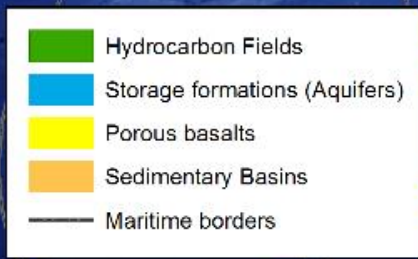 Hydrocarbon Fields
Storage formations (Aquifers)
Porous basalts
Sedimentary Basins
Maritime borders